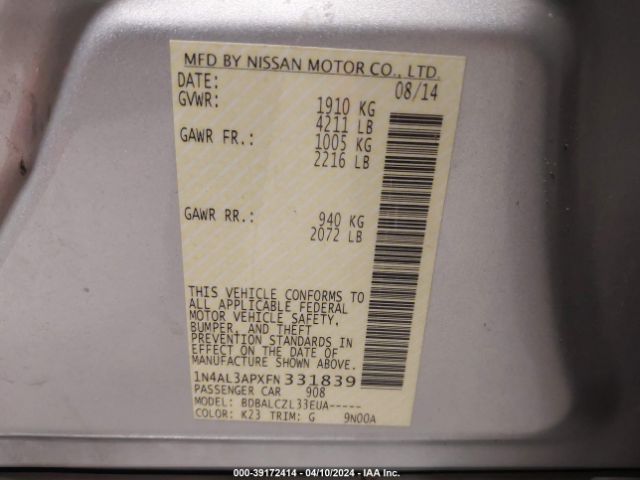 MFD BY NISSAN MOTOR CO., LTD.
DATE: 08/14
GVWR: 1910 KG
4211 LB
GAWR FR.: 1005 KG
2216 LB
GAWR RR.: 940 KG
2072 LB
THIS VEHICLE CONFORMS TO
ALL APPLICABLE FEDERAL
MOTOR VEHICLE SAFETY,
BUMPER, AND THEFT
PREVENTION STANDARDS IN
EFFECT ON THE DATE OF
MANUFACTURE SHOWN ABOVE.
1N4AL3APXFN331839
PASSENGER CAR 908
MODEL: BDBALCZL33EUA-----
COLOR: K23 TRIM: G 9N00A
000-39172414 - 04/10/2024 - IAA Inc.